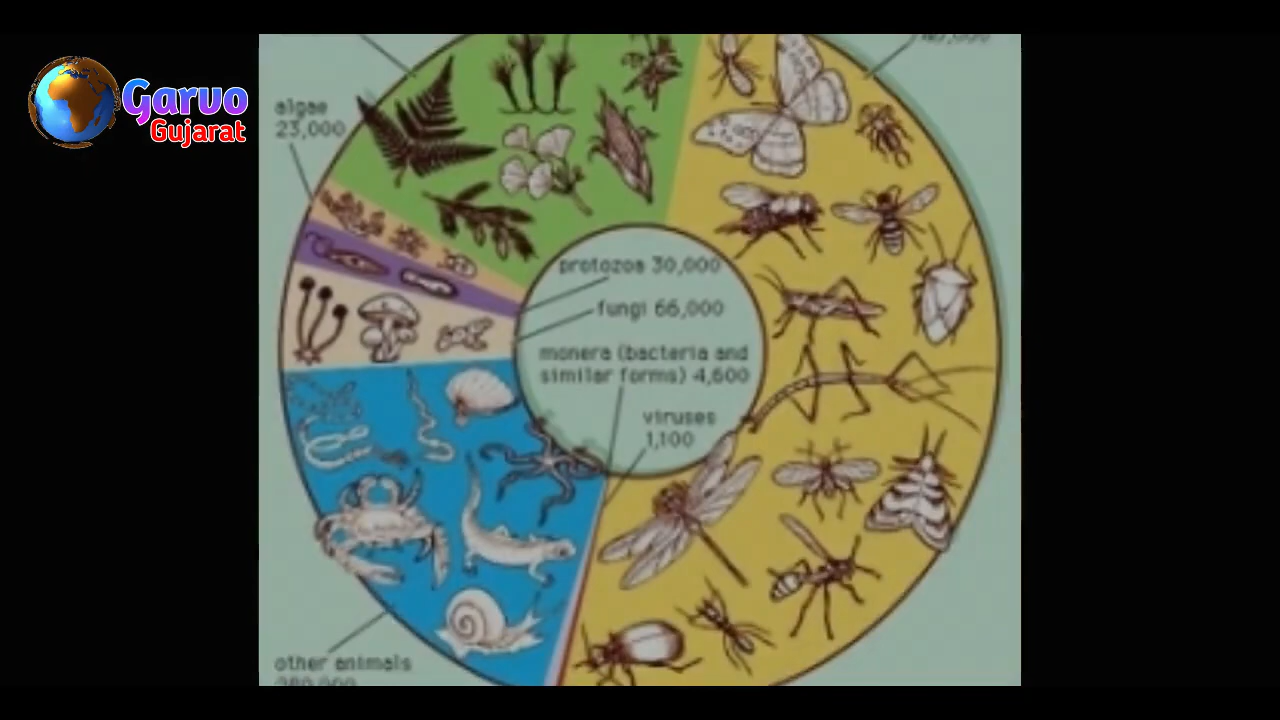 Garvo
Gujarat
algae
23,000
protozoa 30,000
fungi 66,000
monera (bacteria and
similar forms) 4,600
viruses
1,100
other animals